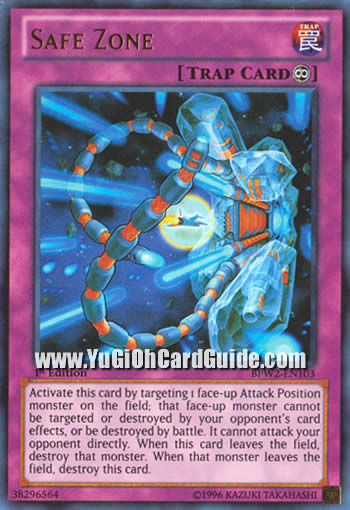 SAFE ZONE
TRAP
罠
[TRAP CARD∞]
www.YuGiOhCardGuide.com
1st Edition
BPW2-EN103
Activate this card by targeting 1 face-up Attack Position
monster on the field; that face-up monster cannot
be targeted or destroyed by your opponent's card
effects, or be destroyed by battle. It cannot attack your
opponent directly. When this card leaves the field,
destroy that monster. When that monster leaves the
field, destroy this card.
38296564
©1996 KAZUKI TAKAHASHI